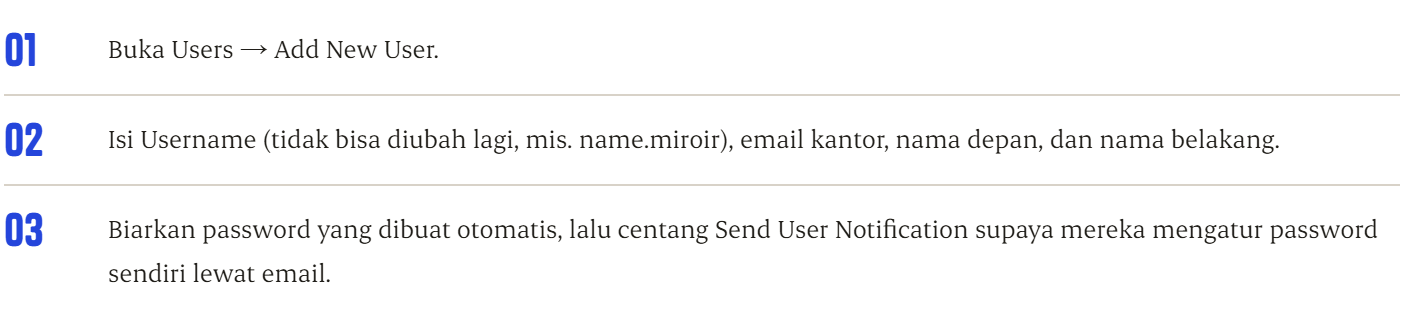 01 Buka Users → Add New User.
02 Isi Username (tidak bisa diubah lagi, mis. name.miroir), email kantor, nama depan, dan nama belakang.
03 Biarkan password yang dibuat otomatis, lalu centang Send User Notification supaya mereka mengatur password
sendiri lewat email.